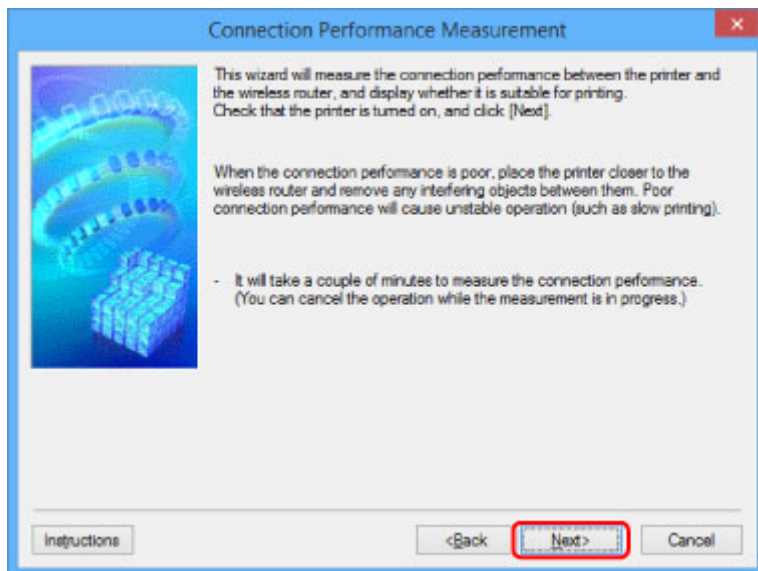 Connection Performance Measurement
This wizard will measure the connection performance between the printer and
the wireless router, and display whether it is suitable for printing.
Check that the printer is turned on, and click [Next].
When the connection performance is poor, place the printer closer to the
wireless router and remove any interfering objects between them. Poor
connection performance will cause unstable operation (such as slow printing).
- It will take a couple of minutes to measure the connection performance.
(You can cancel the operation while the measurement is in progress.)
Instructions <Back Next> Cancel